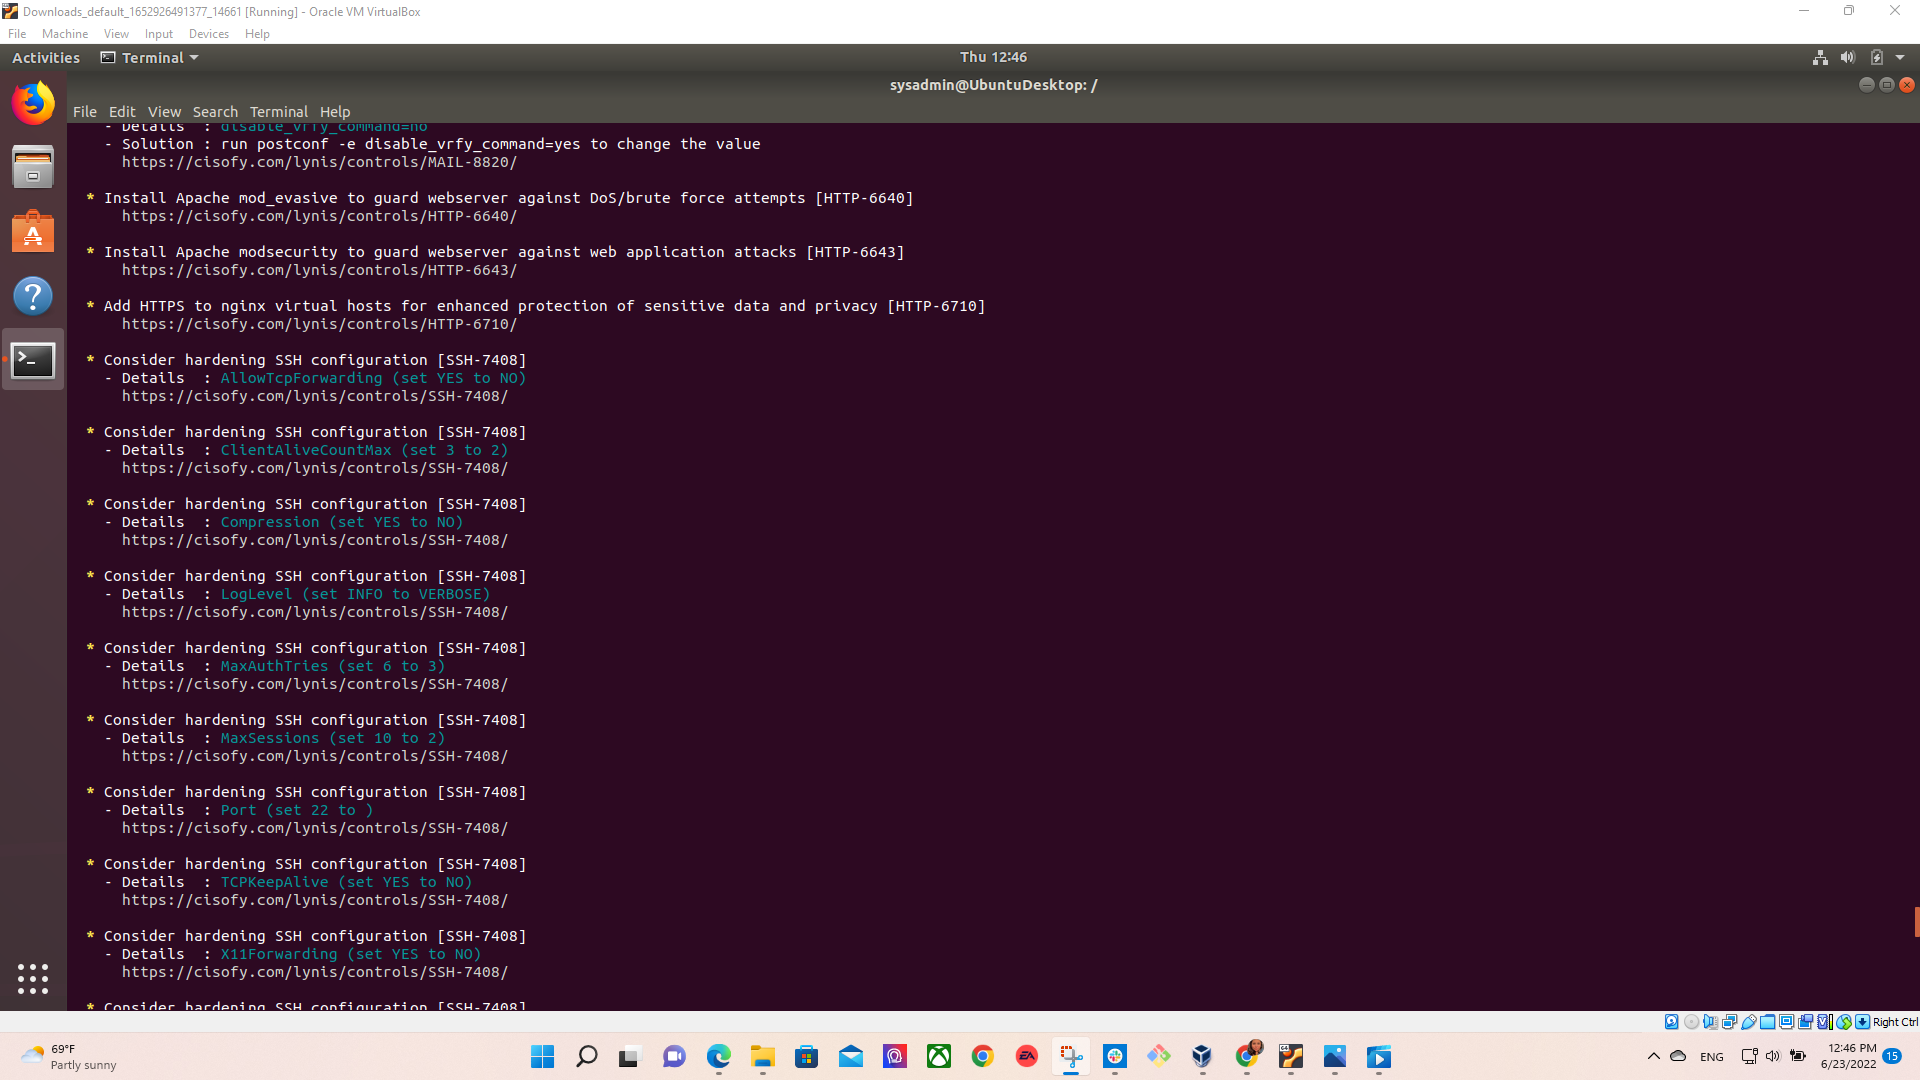 Downloads_default_1652926491377_14661 [Running] - Oracle VM VirtualBox
File Machine View Input Devices Help
Activities Terminal Thu 12:46
sysadmin@UbuntuDesktop: /
File Edit View Search Terminal Help
- Details : disable_vrfy_command=no
- Solution : run postconf -e disable_vrfy_command=yes to change the value
https://cisofy.com/lynis/controls/MAIL-8820/
* Install Apache mod_evasive to guard webserver against DoS/brute force attempts [HTTP-6640]
https://cisofy.com/lynis/controls/HTTP-6640/
* Install Apache modsecurity to guard webserver against web application attacks [HTTP-6643]
https://cisofy.com/lynis/controls/HTTP-6643/
* Add HTTPS to nginx virtual hosts for enhanced protection of sensitive data and privacy [HTTP-6710]
https://cisofy.com/lynis/controls/HTTP-6710/
* Consider hardening SSH configuration [SSH-7408]
- Details : AllowTcpForwarding (set YES to NO)
https://cisofy.com/lynis/controls/SSH-7408/
* Consider hardening SSH configuration [SSH-7408]
- Details : ClientAliveCountMax (set 3 to 2)
https://cisofy.com/lynis/controls/SSH-7408/
* Consider hardening SSH configuration [SSH-7408]
- Details : Compression (set YES to NO)
https://cisofy.com/lynis/controls/SSH-7408/
* Consider hardening SSH configuration [SSH-7408]
- Details : LogLevel (set INFO to VERBOSE)
https://cisofy.com/lynis/controls/SSH-7408/
* Consider hardening SSH configuration [SSH-7408]
- Details : MaxAuthTries (set 6 to 3)
https://cisofy.com/lynis/controls/SSH-7408/
* Consider hardening SSH configuration [SSH-7408]
- Details : MaxSessions (set 10 to 2)
https://cisofy.com/lynis/controls/SSH-7408/
* Consider hardening SSH configuration [SSH-7408]
- Details : Port (set 22 to )
https://cisofy.com/lynis/controls/SSH-7408/
* Consider hardening SSH configuration [SSH-7408]
- Details : TCPKeepAlive (set YES to NO)
https://cisofy.com/lynis/controls/SSH-7408/
* Consider hardening SSH configuration [SSH-7408]
- Details : X11Forwarding (set YES to NO)
https://cisofy.com/lynis/controls/SSH-7408/
* Consider hardening SSH configuration [SSH-7408]
Right Ctrl
69°F
Partly sunny
EA
ENG
12:46 PM
6/23/2022
15